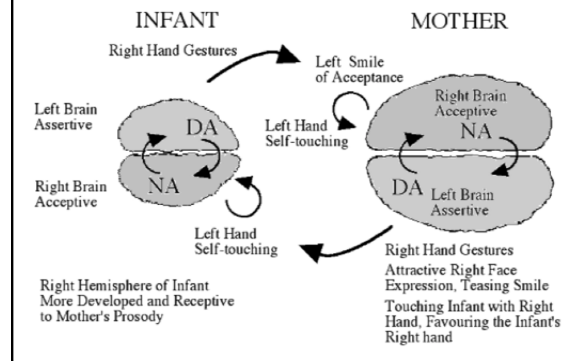 INFANT
MOTHER
Right Hand Gestures
Left Smile
of Acceptance
Left Brain
Assertive
DA
Right Brain
Acceptive
NA
Left Hand
Self-touching
Right Brain
Acceptive
NA
DA
Left Brain
Assertive
Left Hand
Self-touching
Right Hemisphere of Infant
More Developed and Receptive
to Mother's Prosody
Right Hand Gestures
Attractive Right Face
Expression, Teasing Smile
Touching Infant with Right
Hand, Favouring the Infant's
Right hand